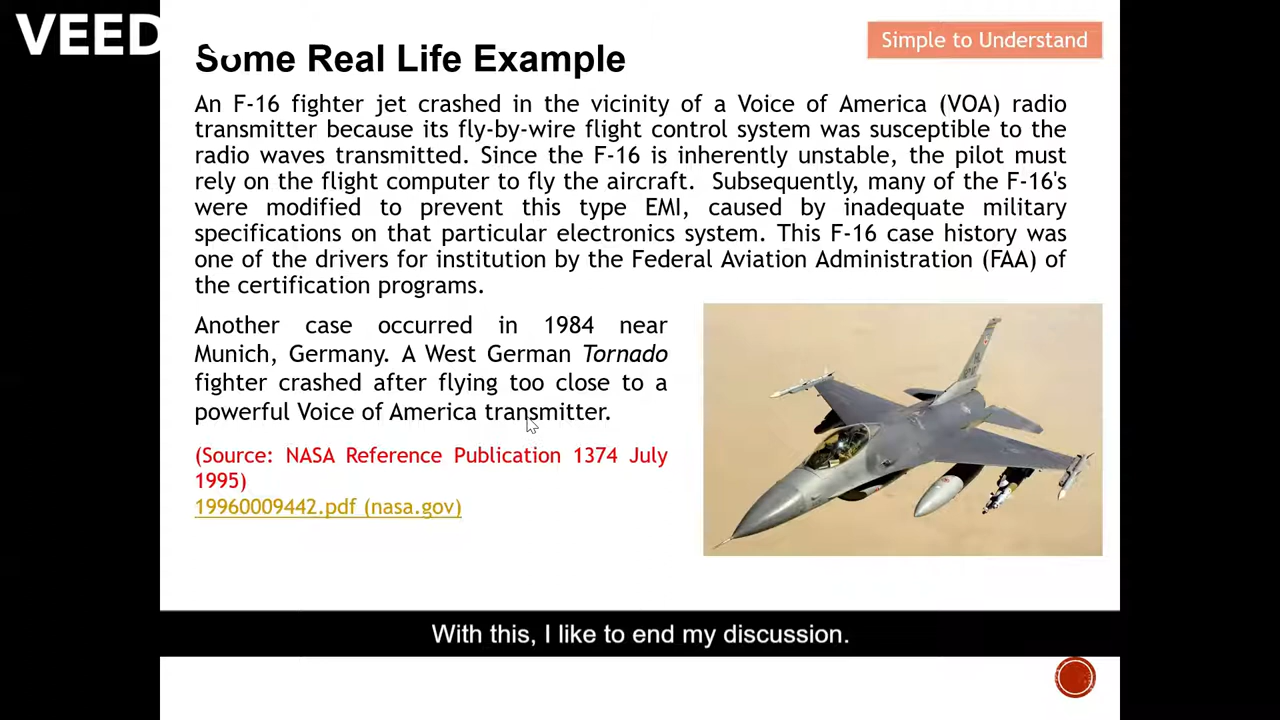 VEED
Simple to Understand
Some Real Life Example
An F-16 fighter jet crashed in the vicinity of a Voice of America (VOA) radio
transmitter because its fly-by-wire flight control system was susceptible to the
radio waves transmitted. Since the F-16 is inherently unstable, the pilot must
rely on the flight computer to fly the aircraft. Subsequently, many of the F-16's
were modified to prevent this type EMI, caused by inadequate military
specifications on that particular electronics system. This F-16 case history was
one of the drivers for institution by the Federal Aviation Administration (FAA) of
the certification programs.
Another case occurred in 1984 near
Munich, Germany. A West German Tornado
fighter crashed after flying too close to a
powerful Voice of America transmitter.
(Source: NASA Reference Publication 1374 July
1995)
19960009442.pdf (nasa.gov)
With this, I like to end my discussion.